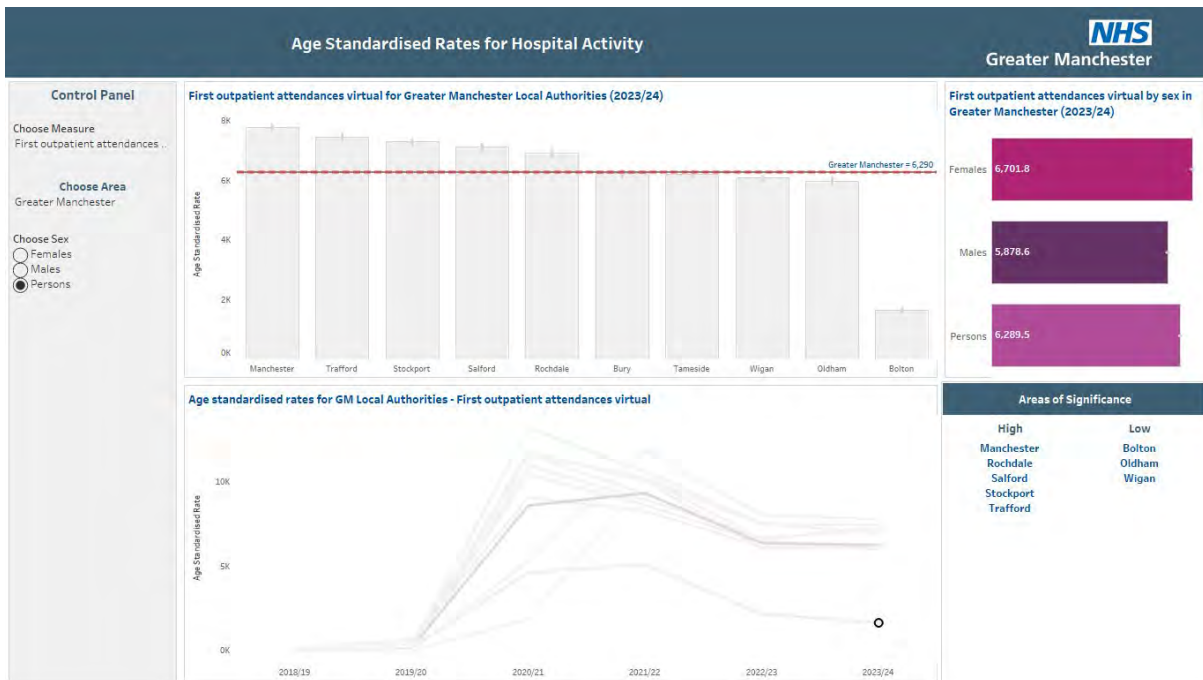 Age Standardised Rates for Hospital Activity
NHS
Greater Manchester
Control Panel
Choose Measure
First outpatient attendances ..
Choose Area
Greater Manchester
Choose Sex
Females
Males
Persons
First outpatient attendances virtual for Greater Manchester Local Authorities (2023/24)
Age Standardised Rate
8K
6K
4K
2K
0K
Greater Manchester = 6,290
Manchester
Trafford
Stockport
Salford
Rochdale
Bury
Tameside
Wigan
Oldham
Bolton
First outpatient attendances virtual by sex in
Greater Manchester (2023/24)
Females 6,701.8
Males 5,878.6
Persons 6,289.5
Age standardised rates for GM Local Authorities - First outpatient attendances virtual
Age Standardised Rate
10K
5K
0K
2018/19
2019/20
2020/21
2021/22
2022/23
2023/24
Areas of Significance
High
Manchester
Rochdale
Salford
Stockport
Trafford
Low
Bolton
Oldham
Wigan